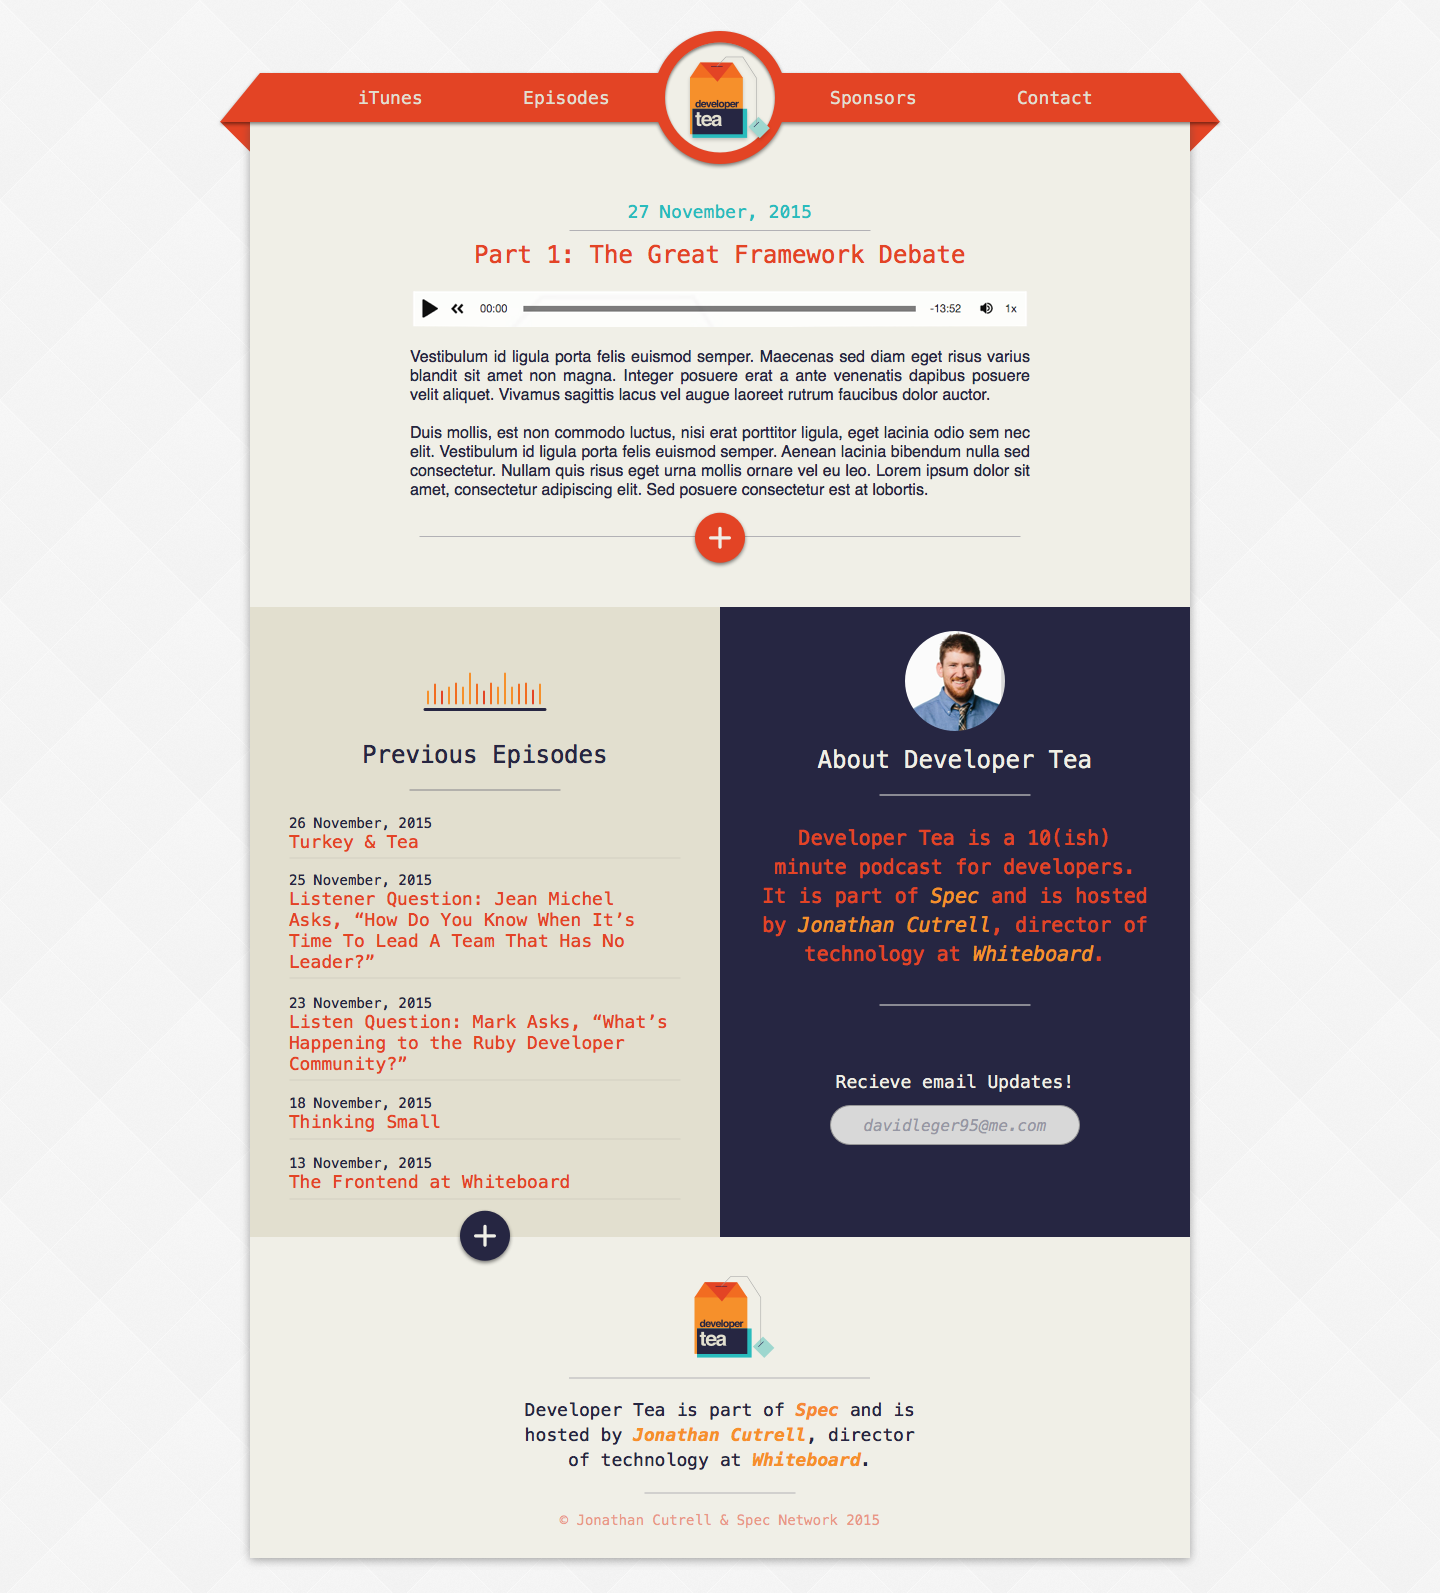 iTunes
Episodes
developer
tea
Sponsors
Contact
27 November, 2015
Part 1: The Great Framework Debate
00:00
-13:52
1x
Vestibulum id ligula porta felis euismod semper. Maecenas sed diam eget risus varius
blandit sit amet non magna. Integer posuere erat a ante venenatis dapibus posuere
velit aliquet. Vivamus sagittis lacus vel augue laoreet rutrum faucibus dolor auctor.
Duis mollis, est non commodo luctus, nisi erat porttitor ligula, eget lacinia odio sem nec
elit. Vestibulum id ligula porta felis euismod semper. Aenean lacinia bibendum nulla sed
consectetur. Nullam quis risus eget urna mollis ornare vel eu leo. Lorem ipsum dolor sit
amet, consectetur adipiscing elit. Sed posuere consectetur est at lobortis.
Previous Episodes
26 November, 2015
Turkey & Tea
25 November, 2015
Listener Question: Jean Michel
Asks, “How Do You Know When It’s
Time To Lead A Team That Has No
Leader?”
23 November, 2015
Listen Question: Mark Asks, “What’s
Happening to the Ruby Developer
Community?”
18 November, 2015
Thinking Small
13 November, 2015
The Frontend at Whiteboard
About Developer Tea
Developer Tea is a 10(ish)
minute podcast for developers.
It is part of Spec and is hosted
by Jonathan Cutrell, director of
technology at Whiteboard.
Recieve email Updates!
davidleger95@me.com
developer
tea
Developer Tea is part of Spec and is
hosted by Jonathan Cutrell, director
of technology at Whiteboard.
© Jonathan Cutrell & Spec Network 2015